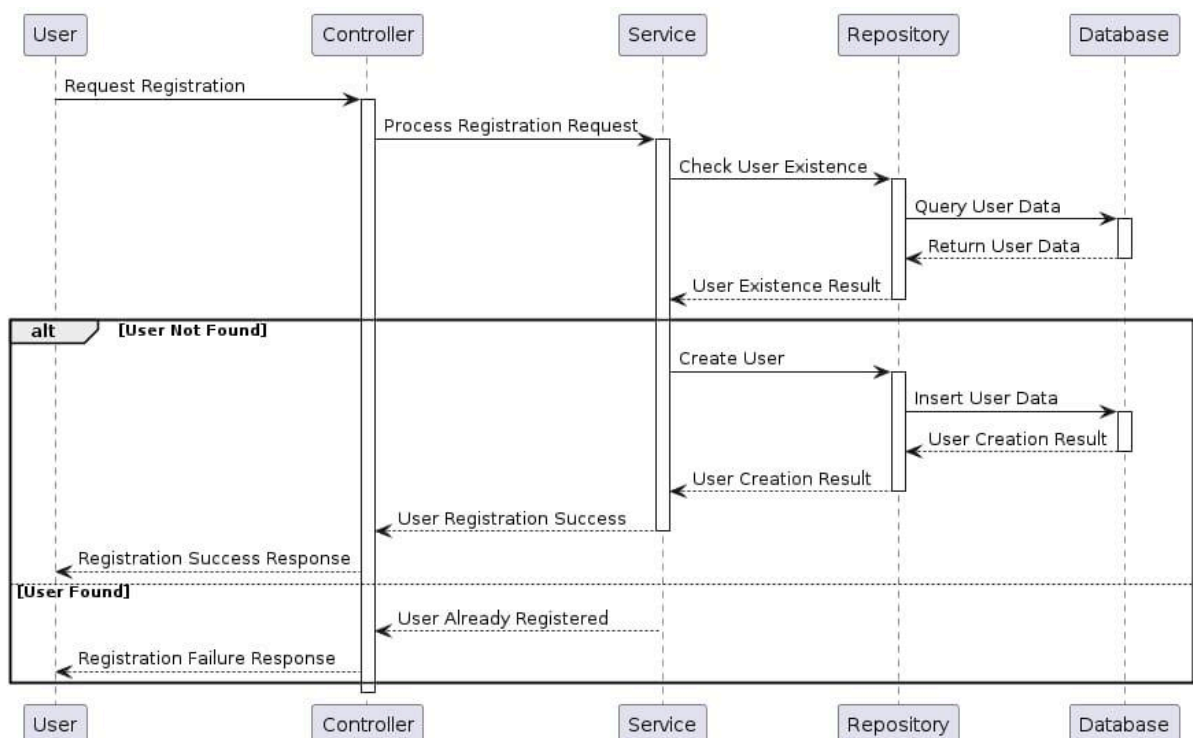 User Controller Service Repository Database
Request Registration
Process Registration Request
Check User Existence
Query User Data
Return User Data
User Existence Result
alt [User Not Found]
Create User
Insert User Data
User Creation Result
User Creation Result
User Registration Success
Registration Success Response
[User Found]
User Already Registered
Registration Failure Response
User Controller Service Repository Database